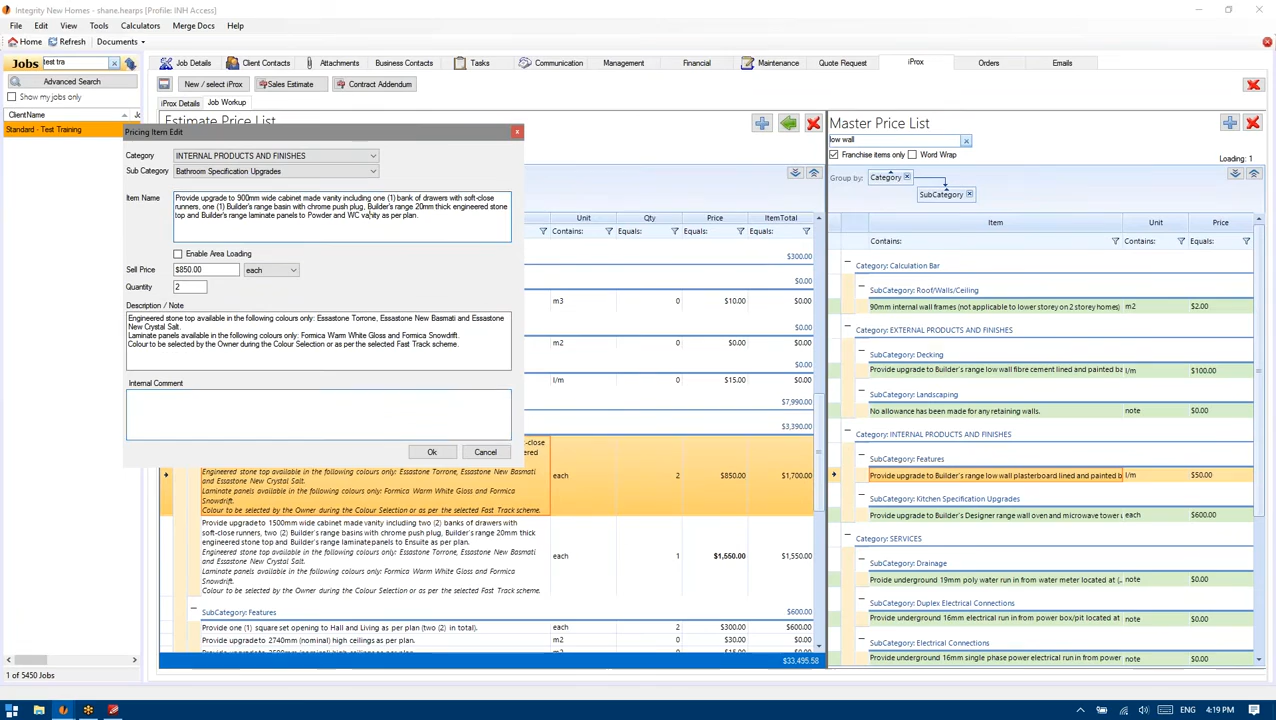 Integrity New Homes - shane.hearps (Profile: INH Access)
File Edit View Tools Calculators Merge Docs Help
Home Refresh Documents
Jobs test tra
Advanced Search
Show my jobs only
ClientName
Standard - Test Training
1 of 5450 Jobs
Job Details Client Contacts Attachments Business Contacts Tasks Communication Management Financial Maintenance Quote Request iProx Orders Emails
New / select iProx Sales Estimate Contract Addendum
iProx Details Job Workup
Estimate Price List
Pricing Item Edit
Category INTERNAL PRODUCTS AND FINISHES
Sub Category Bathroom Specification Upgrades
Item Name Provide upgrade to 900mm wide cabinet made vanity including one (1) bank of drawers with soft-close
runners, one (1) Builder's range basin with chrome push plug, Builder's range 20mm thick engineered stone
top and Builder's range laminate panels to Powder and WC vanity as per plan.
Enable Area Loading
Sell Price $850.00 each
Quantity 2
Description / Note
Engineered stone top available in the following colours only: Essastone Torrone, Essastone New Basmati and Essastone
New Crystal Salt.
Laminate panels available in the following colours only: Formica Warm White Gloss and Formica Snowdrift.
Colour to be selected by the Owner during the Colour Selection or as per the selected Fast Track scheme.
Internal Comment
Ok Cancel
Unit Qty Price ItemTotal
Contains: Equals: Equals: Equals:
$300.00
$0.00
m3 0 $10.00 $0.00
$0.00
m2 0 $0.00 $0.00
$0.00
l/m 0 $15.00 $0.00
$7,990.00
$3,390.00
-close
ered
Engineered stone top available in the following colours only: Essastone Torrone, Essastone New Basmati and
Essastone New Crystal Salt.
Laminate panels available in the following colours only: Formica Warm White Gloss and Formica
Snowdrift.
Colour to be selected by the Owner during the Colour Selection or as per the selected Fast Track scheme.
each 2 $850.00 $1,700.00
Provide upgrade to 1500mm wide cabinet made vanity including two (2) banks of drawers with
soft-close runners, two (2) Builder's range basins with chrome push plug, Builder's range 20mm thick
engineered stone top and Builder's range laminate panels to Ensuite as per plan.
Engineered stone top available in the following colours only: Essastone Torrone, Essastone New Basmati
and Essastone New Crystal Salt.
Laminate panels available in the following colours only: Formica Warm White Gloss and Formica
Snowdrift.
Colour to be selected by the Owner during the Colour Selection or as per the selected Fast Track scheme.
each 1 $1,550.00 $1,550.00
SubCategory: Features $600.00
Provide one (1) square set opening to Hall and Living as per plan (two (2) in total). each 2 $300.00 $600.00
Provide upgrade to 2740mm (nominal) high ceilings as per plan. m2 0 $30.00 $0.00
$33,495.58
Master Price List
low wall
Franchise items only Word Wrap
Loading: 1
Group by: Category
SubCategory
Item Unit Price
Contains: Contains: Equals:
Category: Calculation Bar
SubCategory: Roof/Walls/Ceiling
90mm internal wall frames (not applicable to lower storey on 2 storey homes) m2 $2.00
Category: EXTERNAL PRODUCTS AND FINISHES
SubCategory: Decking
Provide upgrade to Builder's range low wall fibre cement lined and painted ba l/m $100.00
SubCategory: Landscaping
No allowance has been made for any retaining walls. note $0.00
Category: INTERNAL PRODUCTS AND FINISHES
SubCategory: Features
Provide upgrade to Builder's range low wall plasterboard lined and painted b l/m $50.00
SubCategory: Kitchen Specification Upgrades
Provide upgrade to Builder's Designer range wall oven and microwave tower u each $600.00
Category: SERVICES
SubCategory: Drainage
Proide underground 19mm poly water run in from water meter located at (.. note $0.00
SubCategory: Duplex Electrical Connections
Provide underground 16mm electrical run in from power box/pit located at note $0.00
SubCategory: Electrical Connections
Provide underground 16mm single phase power electrical run in from power note $0.00
ENG 4:19 PM